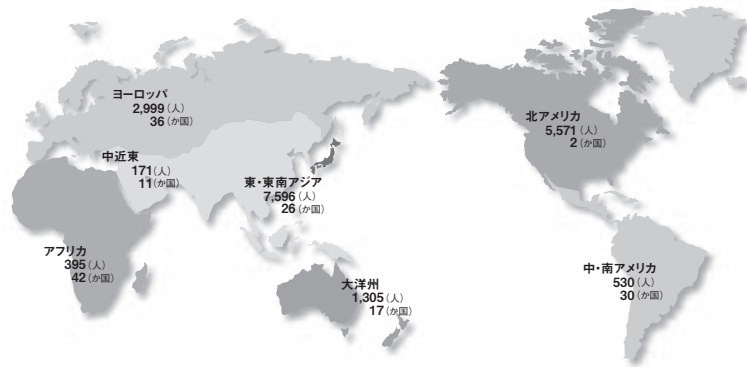 ヨーロッパ
2,999(人)
36(か国)
中近東
171(人)
11(か国)
東・東南アジア
7,596(人)
26(か国)
アフリカ
395(人)
42(か国)
大洋州
1,305(人)
17(か国)
北アメリカ
5,571(人)
2(か国)
中・南アメリカ
530(人)
30(か国)